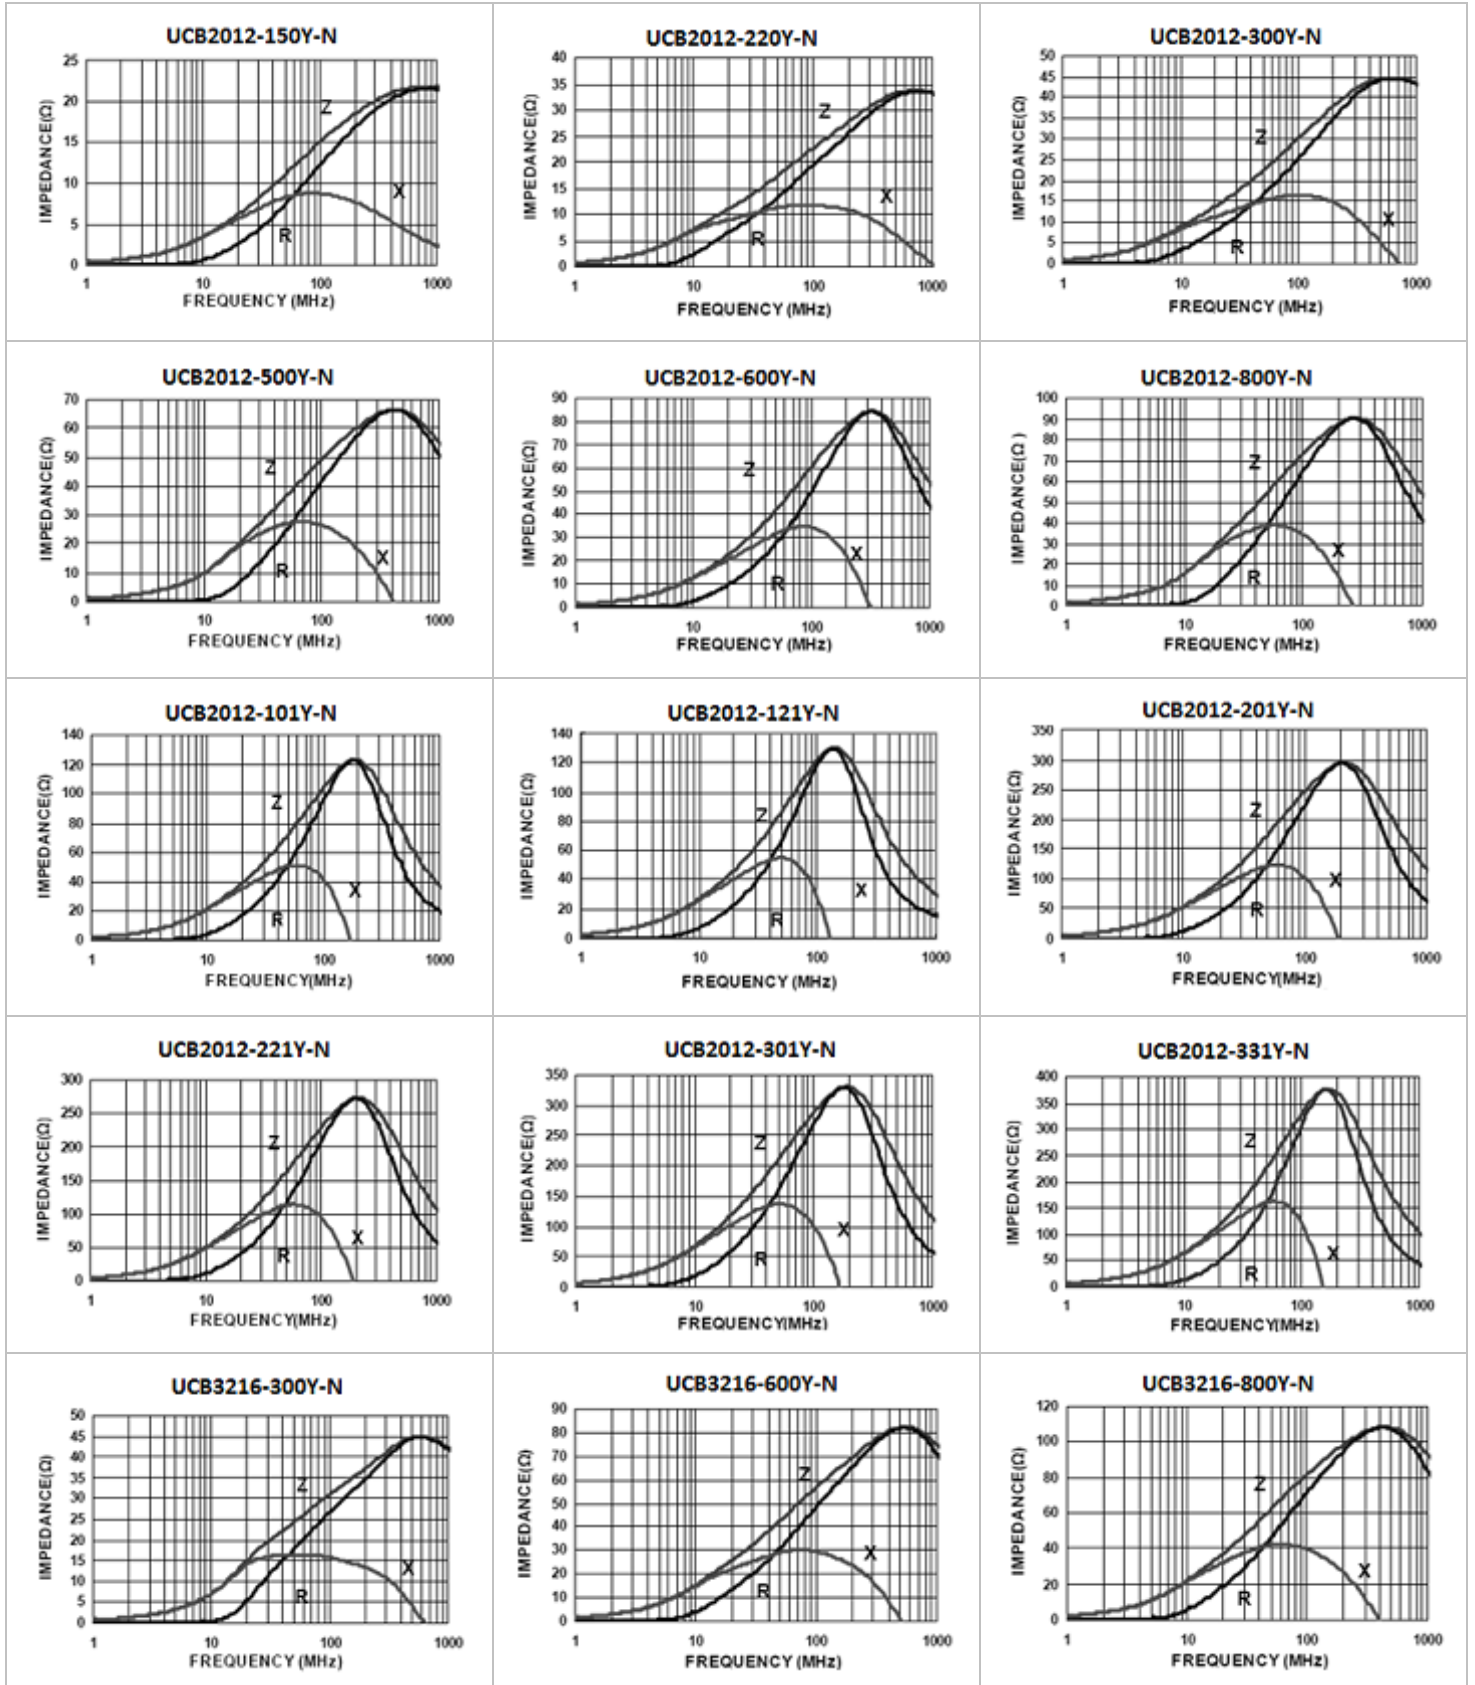 UCB2012-150Y-N
IMPEDANCE(Ω)
25
20
15
10
5
0
Z
X
R
1 10 100 1000
FREQUENCY (MHz)
UCB2012-220Y-N
IMPEDANCE(Ω)
40
35
30
25
20
15
10
5
0
Z
X
R
1 10 100 1000
FREQUENCY (MHz)
UCB2012-300Y-N
IMPEDANCE(Ω)
50
45
40
35
30
25
20
15
10
5
0
Z
X
R
1 10 100 1000
FREQUENCY (MHz)
UCB2012-500Y-N
IMPEDANCE(Ω)
70
60
50
40
30
20
10
0
Z
X
R
1 10 100 1000
FREQUENCY (MHz)
UCB2012-600Y-N
IMPEDANCE(Ω)
90
80
70
60
50
40
30
20
10
0
Z
X
R
1 10 100 1000
FREQUENCY (MHz)
UCB2012-800Y-N
IMPEDANCE(Ω )
100
90
80
70
60
50
40
30
20
10
0
Z
X
R
1 10 100 1000
FREQUENCY (MHz)
UCB2012-101Y-N
IMPEDANCE(Ω)
140
120
100
80
60
40
20
0
Z
X
R
1 10 100 1000
FREQUENCY(MHz)
UCB2012-121Y-N
IMPEDANCE(Ω)
140
120
100
80
60
40
20
0
Z
X
R
1 10 100 1000
FREQUENCY (MHz)
UCB2012-201Y-N
IMPEDANCE(Ω)
350
300
250
200
150
100
50
0
Z
X
R
1 10 100 1000
FREQUENCY(MHz)
UCB2012-221Y-N
IMPEDANCE(Ω)
300
250
200
150
100
50
0
Z
X
R
1 10 100 1000
FREQUENCY(MHz)
UCB2012-301Y-N
IMPEDANCE(Ω)
350
300
250
200
150
100
50
0
Z
X
R
1 10 100 1000
FREQUENCY(MHz)
UCB2012-331Y-N
IMPEDANCE(Ω)
400
350
300
250
200
150
100
50
0
Z
X
R
1 10 100 1000
FREQUENCY(MHz)
UCB3216-300Y-N
IMPEDANCE(Ω)
50
45
40
35
30
25
20
15
10
5
0
Z
X
R
1 10 100 1000
FREQUENCY (MHz)
UCB3216-600Y-N
IMPEDANCE(Ω)
90
80
70
60
50
40
30
20
10
0
Z
X
R
1 10 100 1000
FREQUENCY (MHz)
UCB3216-800Y-N
IMPEDANCE(Ω)
120
100
80
60
40
20
0
Z
X
R
1 10 100 1000
FREQUENCY (MHz)